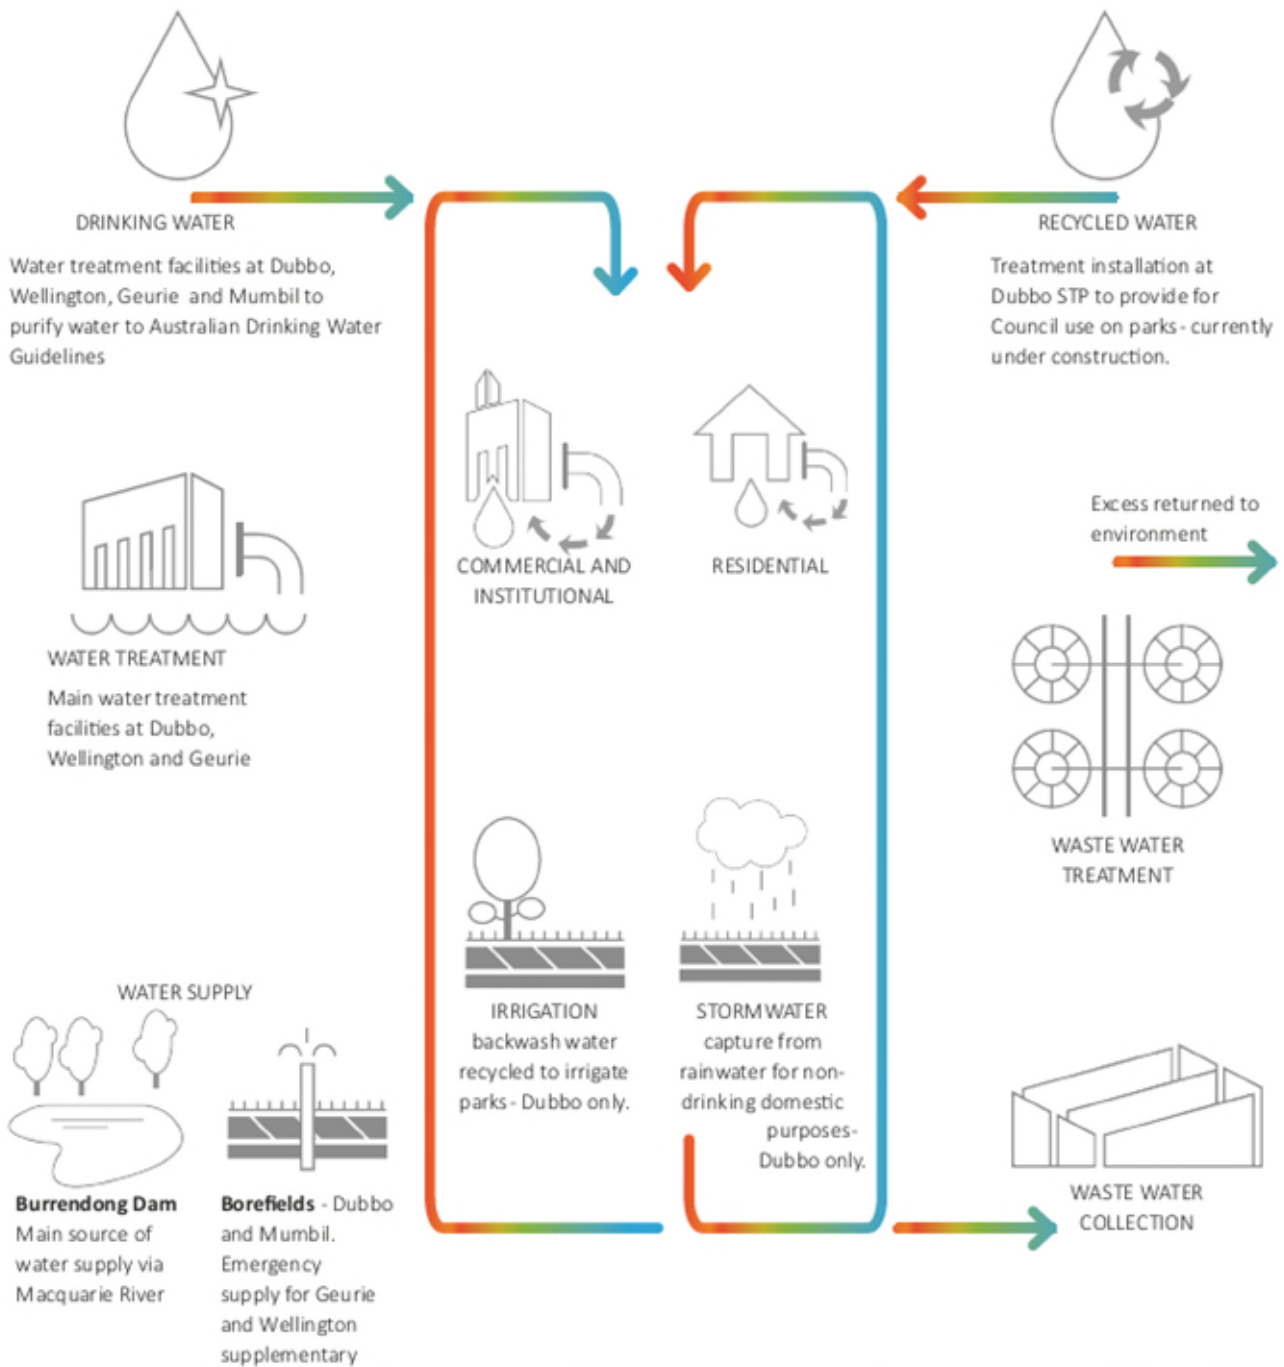 DRINKING WATER
Water treatment facilities at Dubbo,
Wellington, Geurie and Mumbil to
purify water to Australian Drinking Water
Guidelines
RECYCLED WATER
Treatment installation at
Dubbo STP to provide for
Council use on parks - currently
under construction.
COMMERCIAL AND
INSTITUTIONAL
RESIDENTIAL
Excess returned to
environment
WATER TREATMENT
Main water treatment
facilities at Dubbo,
Wellington and Geurie
WASTE WATER
TREATMENT
WATER SUPPLY
Burrendong Dam
Main source of
water supply via
Macquarie River
Borefields - Dubbo
and Mumbil.
Emergency
supply for Geurie
and Wellington
supplementary
IRRIGATION
backwash water
recycled to irrigate
parks - Dubbo only.
STORMWATER
capture from
rainwater for non-
drinking domestic
purposes-
Dubbo only.
WASTE WATER
COLLECTION